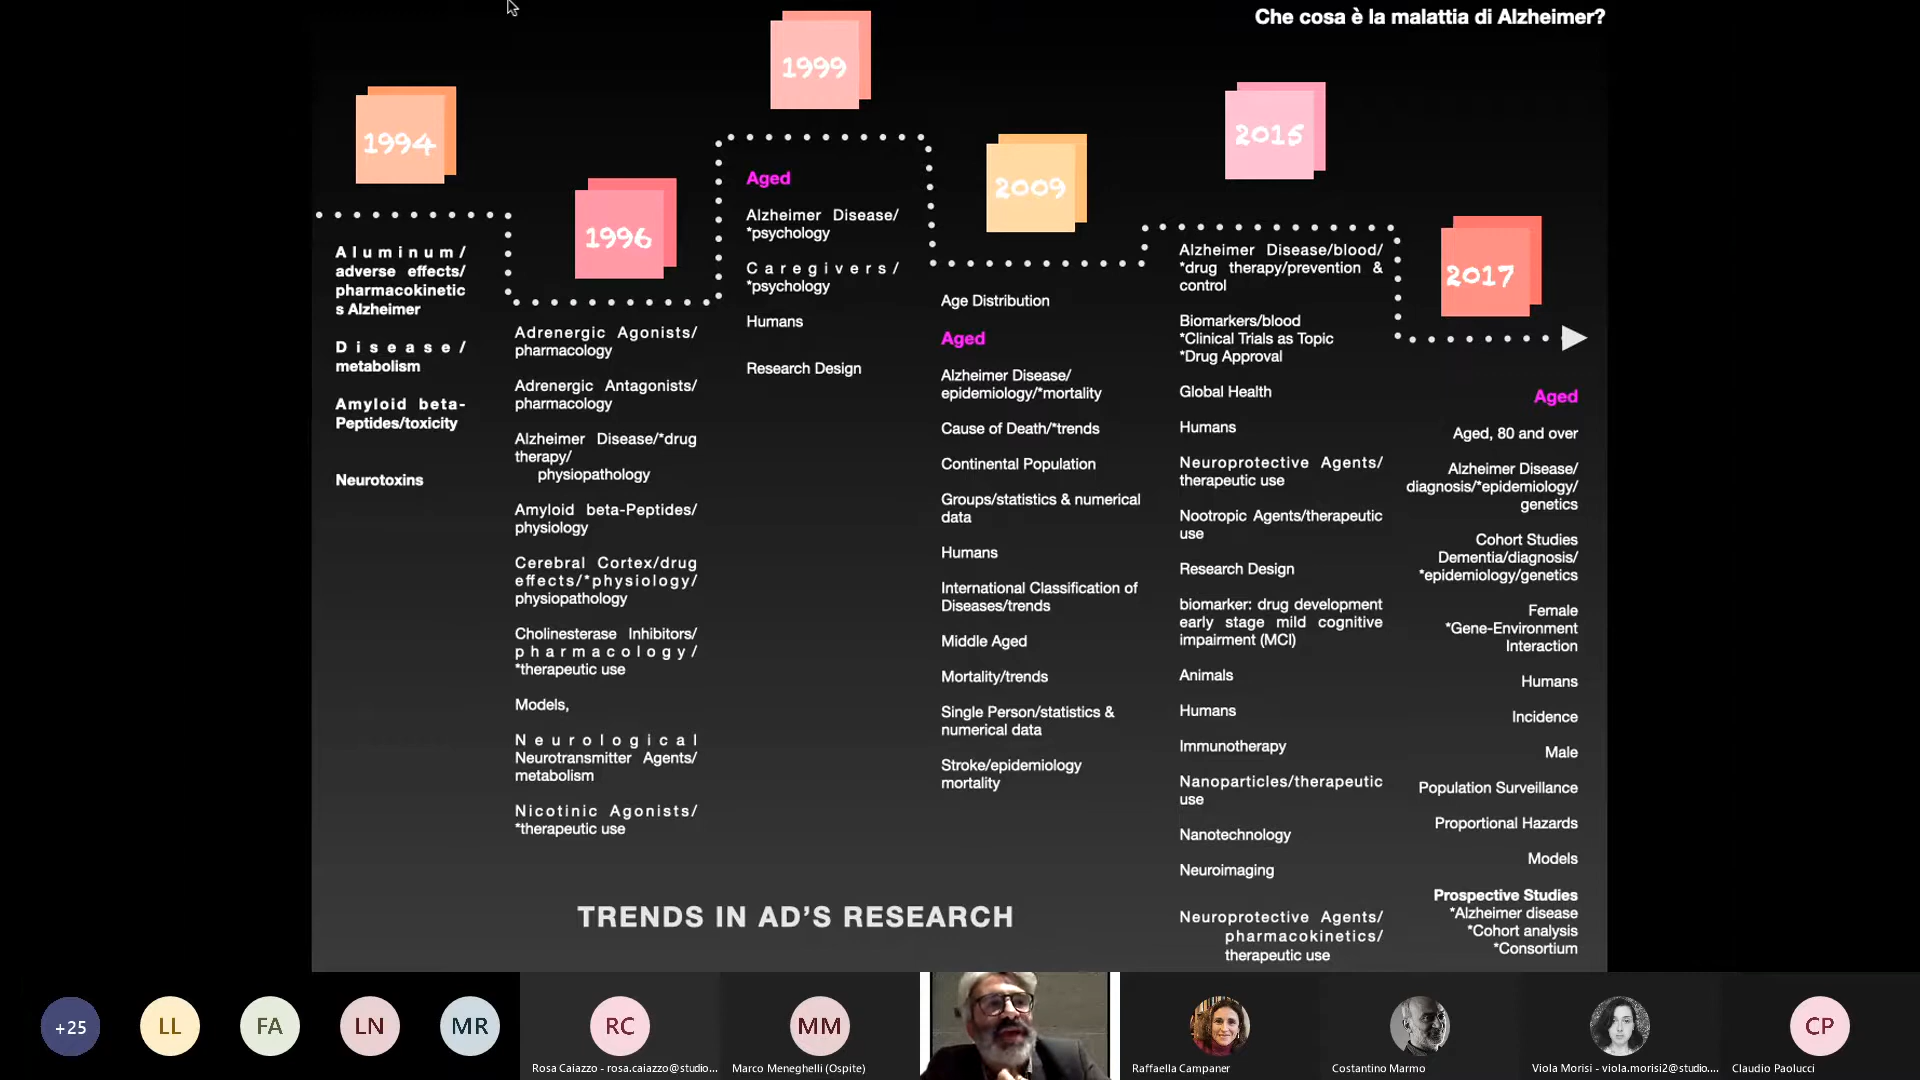 Che cosa è la malattia di Alzheimer?
1994
Aluminum/
adverse effects/
pharmacokinetic
s Alzheimer
Disease/
metabolism
Amyloid beta-
Peptides/toxicity
Neurotoxins
1996
Adrenergic Agonists/
pharmacology
Adrenergic Antagonists/
pharmacology
Alzheimer Disease/*drug
therapy/
physiopathology
Amyloid beta-Peptides/
physiology
Cerebral Cortex/drug
effects/*physiology/
physiopathology
Cholinesterase Inhibitors/
pharmacology/
*therapeutic use
Models,
Neurological
Neurotransmitter Agents/
metabolism
Nicotinic Agonists/
*therapeutic use
1999
Aged
Alzheimer Disease/
*psychology
Caregivers/
*psychology
Humans
Research Design
2009
Age Distribution
Aged
Alzheimer Disease/
epidemiology/*mortality
Cause of Death/*trends
Continental Population
Groups/statistics & numerical
data
Humans
International Classification of
Diseases/trends
Middle Aged
Mortality/trends
Single Person/statistics &
numerical data
Stroke/epidemiology
mortality
2015
Alzheimer Disease/blood/
*drug therapy/prevention &
control
Biomarkers/blood
*Clinical Trials as Topic
*Drug Approval
Global Health
Humans
Neuroprotective Agents/
therapeutic use
Nootropic Agents/therapeutic
use
Research Design
biomarker: drug development
early stage mild cognitive
impairment (MCI)
Animals
Humans
Immunotherapy
Nanoparticles/therapeutic
use
Nanotechnology
Neuroimaging
Neuroprotective Agents/
pharmacokinetics/
therapeutic use
2017
Aged
Aged, 80 and over
Alzheimer Disease/
diagnosis/*epidemiology/
genetics
Cohort Studies
Dementia/diagnosis/
*epidemiology/genetics
Female
*Gene-Environment
Interaction
Humans
Incidence
Male
Population Surveillance
Proportional Hazards
Models
Prospective Studies
*Alzheimer disease
*Cohort analysis
*Consortium
TRENDS IN AD'S RESEARCH
+25
LL
FA
LN
MR
RC
Rosa Caiazzo - rosa.caiazzo@studio...
MM
Marco Meneghelli (Ospite)
Raffaella Campaner
Costantino Marmo
Viola Morisi - viola.morisi2@studio....
CP
Claudio Paolucci